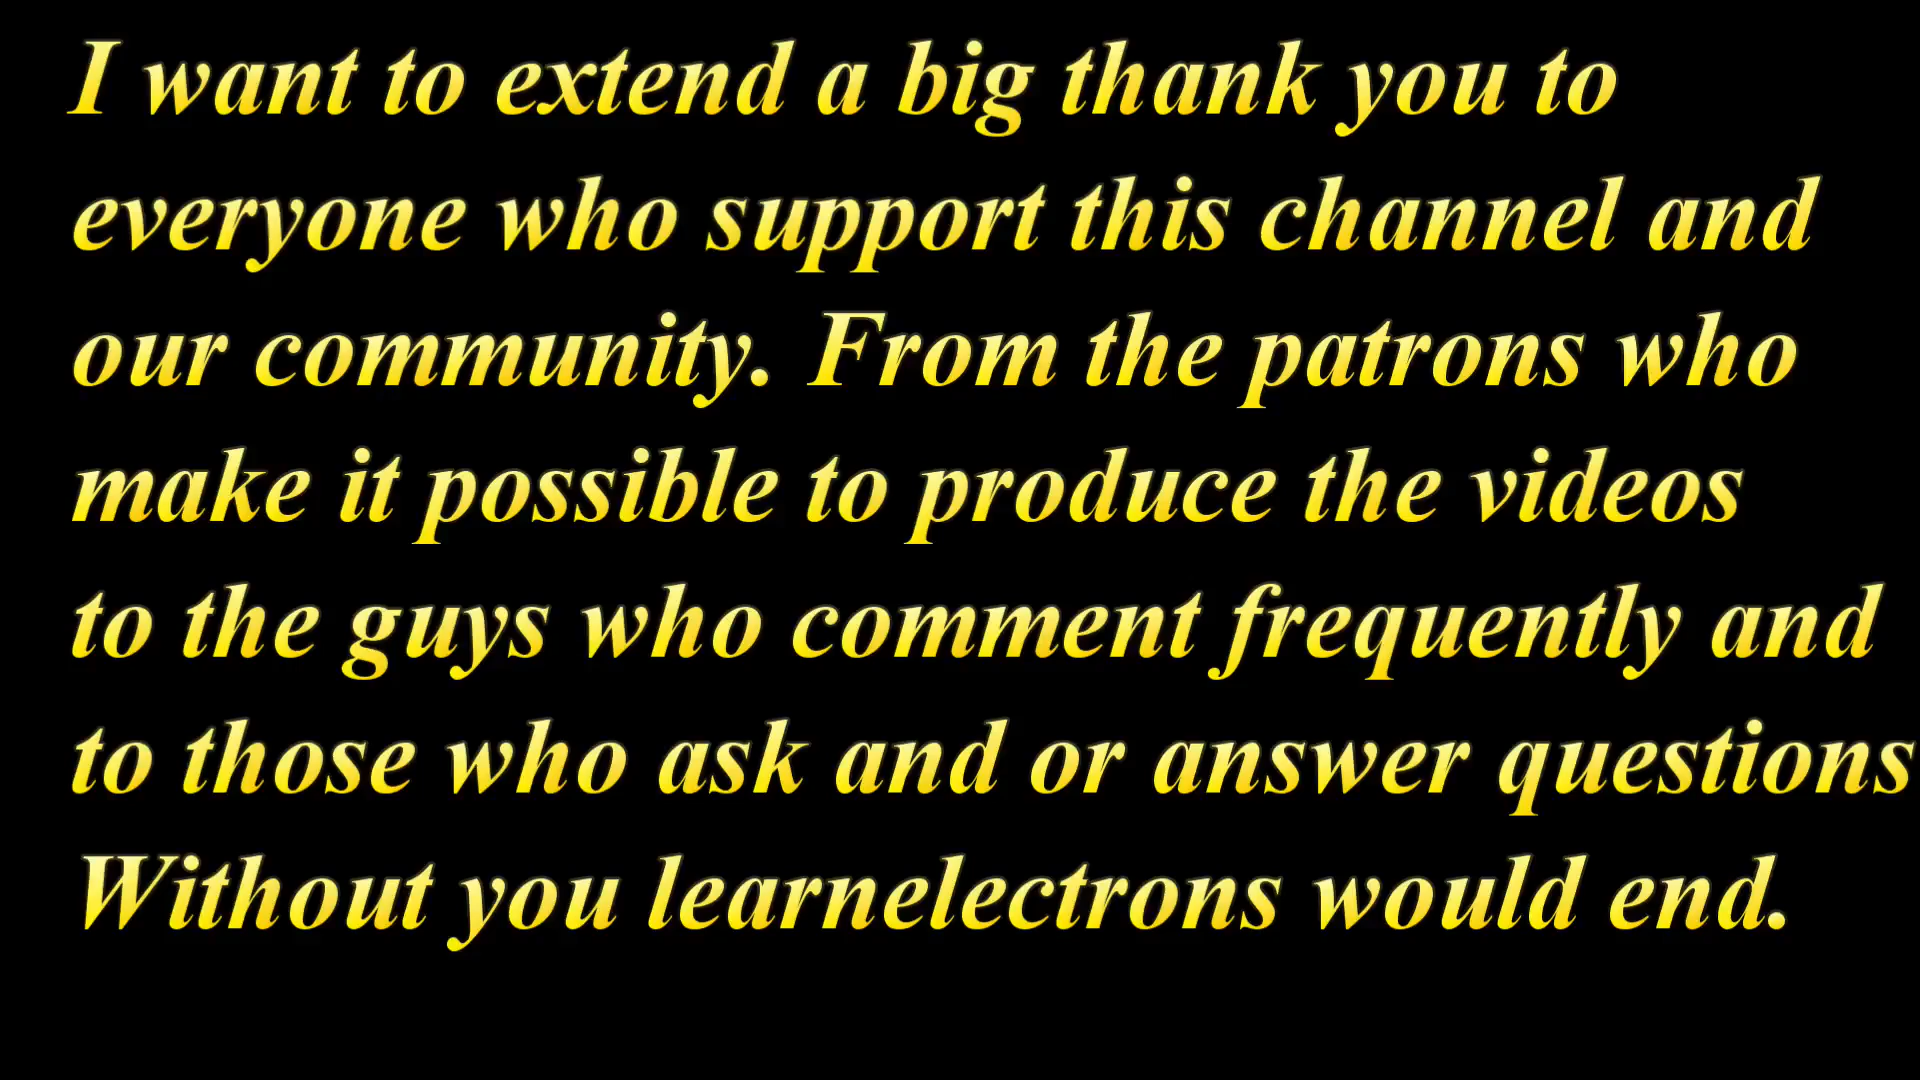 I want to extend a big thank you to
everyone who support this channel and
our community. From the patrons who
make it possible to produce the videos
to the guys who comment frequently and
to those who ask and or answer questions
Without you learnelectrons would end.